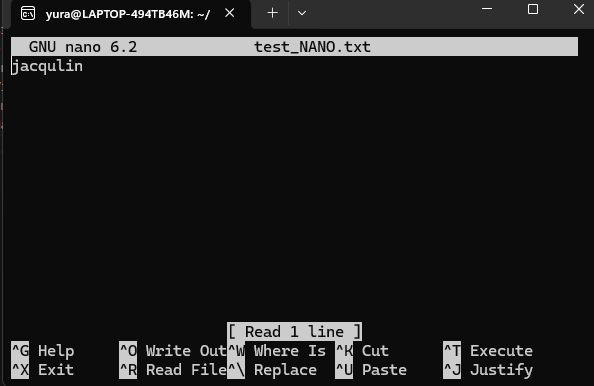 yura@LAPTOP-494TB46M: ~/
GNU nano 6.2 test_NANO.txt
jacqulin
[ Read 1 line ]
^G Help ^O Write Out ^W Where Is ^K Cut ^T Execute
^X Exit ^R Read File ^\ Replace ^U Paste ^J Justify